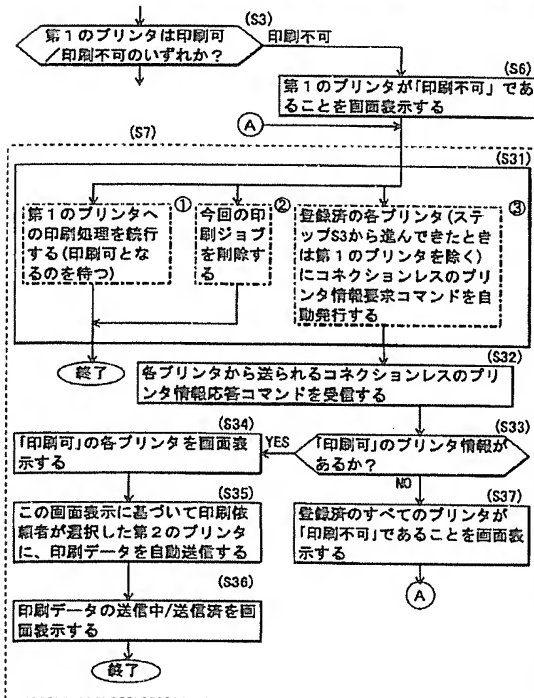 (S3)
第1のプリンタは印刷可
/印刷不可のいずれか?
印刷不可
(S6)
第1のプリンタが「印刷不可」であ
ることを画面表示する
A
(S7)
(S31)
①
第1のプリンタへ
の印刷処理を続行
する(印刷可とな
るのを待つ)
②
今回の印
刷ジョブ
を削除す
る
③
登録済の各プリンタ(ステ
ップS3から進んできたとき
は第1のプリンタを除く)
にコネクションレスのプリ
ンタ情報要求コマンドを自
動発行する
終了
(S32)
各プリンタから送られるコネクションレスのプリ
ンタ情報応答コマンドを受信する
(S33)
「印刷可」のプリンタ情報が
あるか?
YES
NO
(S34)
「印刷可」の各プリンタを画面表
示する
(S35)
この画面表示に基づいて印刷依
頼者が選択した第2のプリンタ
に、印刷データを自動送信する
(S36)
印刷データの送信中/送信済を画
面表示する
終了
(S37)
登録済のすべてのプリンタが
「印刷不可」であることを画面表
示する
A